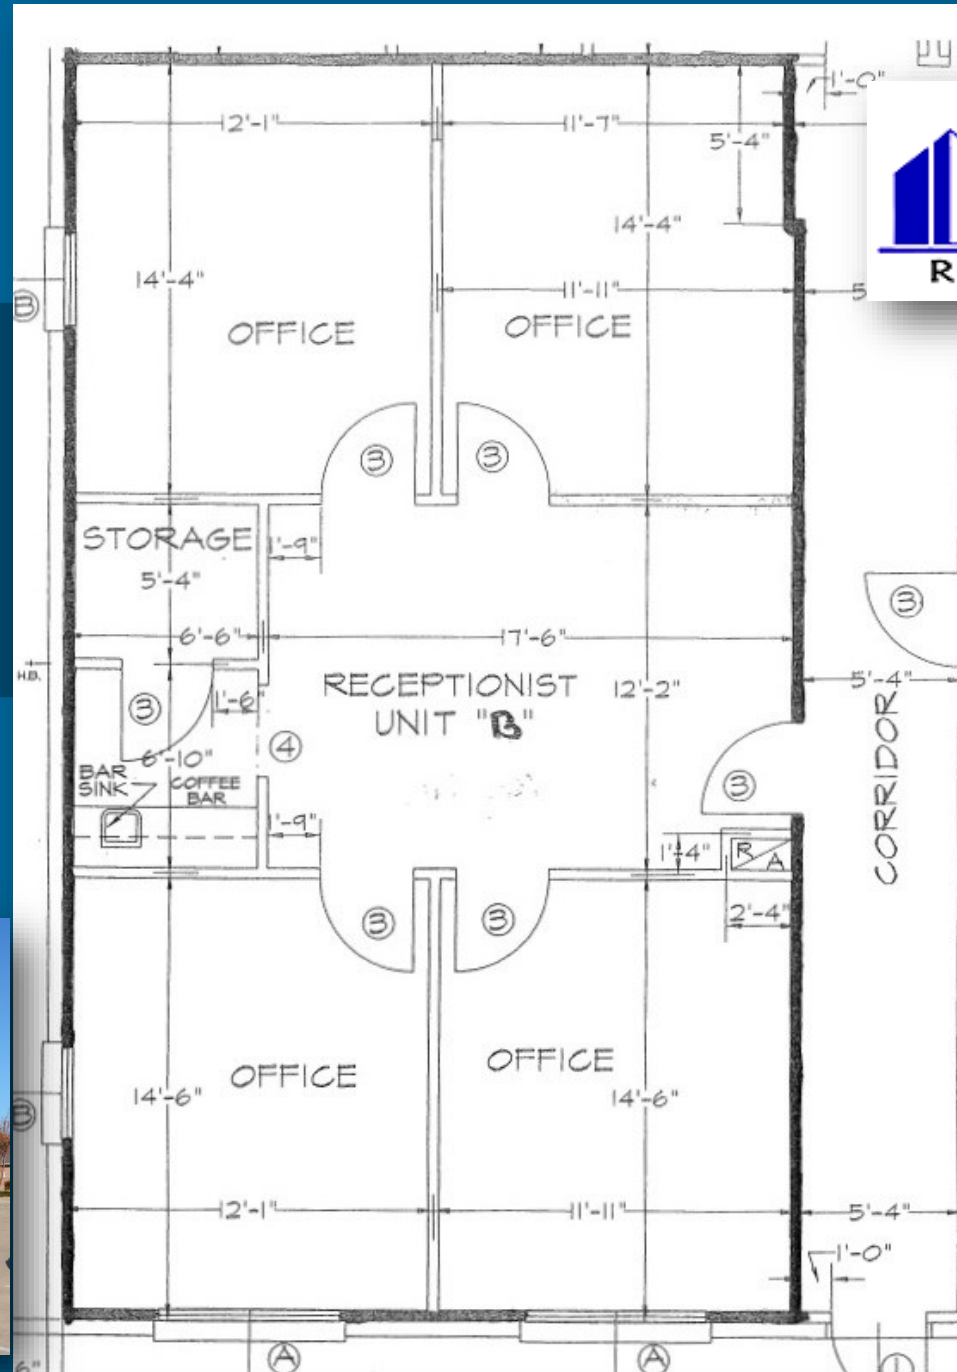 1'-0"
12'-1"
11'-7"
5'-4"
14'-4"
14'-4"
11'-11"
5
B
R
OFFICE
OFFICE
3
3
STORAGE
1'-9"
5'-4"
3
6'-6"
17'-6"
H.B.
RECEPTIONIST
12'-2"
5'-4"
1'-6"
UNIT "B"
3
4
6'-10"
BAR
SINK
COFFEE
BAR
3
CORRIDOR
1'-9"
1'-4"
R
A
2'-4"
3
3
OFFICE
OFFICE
14'-6"
14'-6"
B
12'-1"
11'-11"
5'-4"
1'-0"
A
A
6"